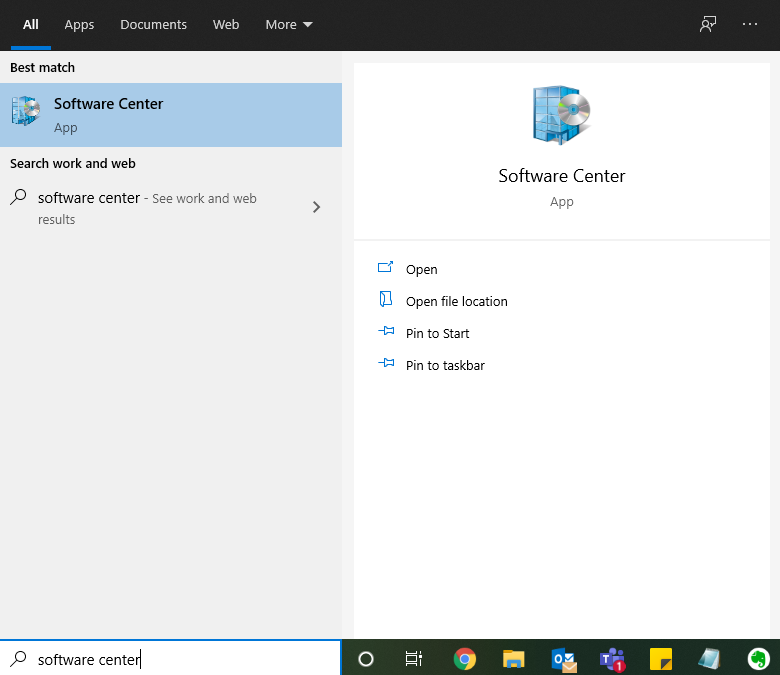 All Apps Documents Web More
Best match
Software Center
App
Search work and web
software center - See work and web
results
Software Center
App
Open
Open file location
Pin to Start
Pin to taskbar
software center
1